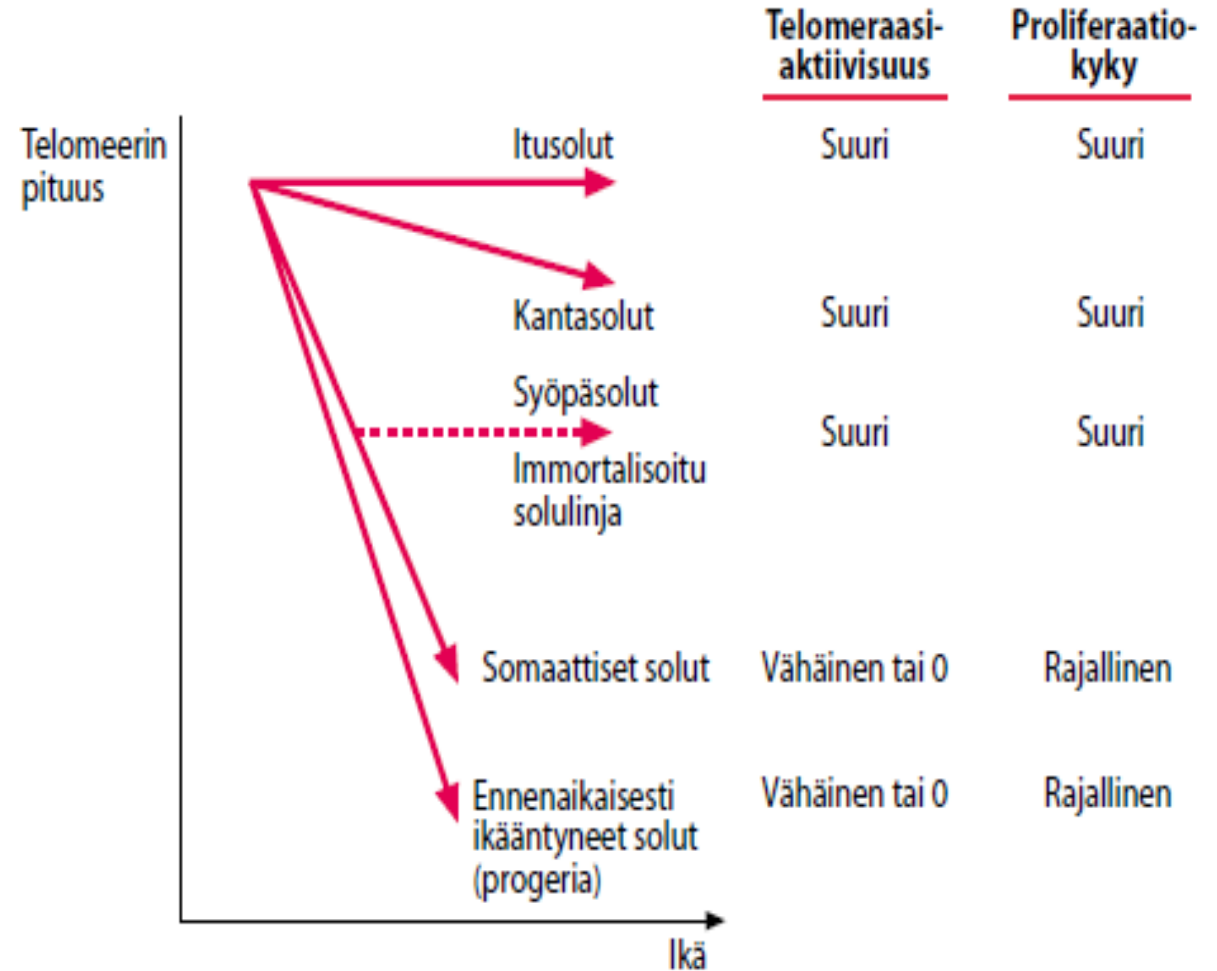 Telomeraasi-
aktiivisuus
Proliferaatio-
kyky
Telomeerin
pituus
Itusolut
Suuri
Suuri
Kantasolut
Suuri
Suuri
Syöpäsolut
Immortalisoitu
solulinja
Suuri
Suuri
Somaattiset solut
Vähäinen tai 0
Rajallinen
Ennenaikaisesti
ikääntyneet solut
(progeria)
Vähäinen tai 0
Rajallinen
Ikä